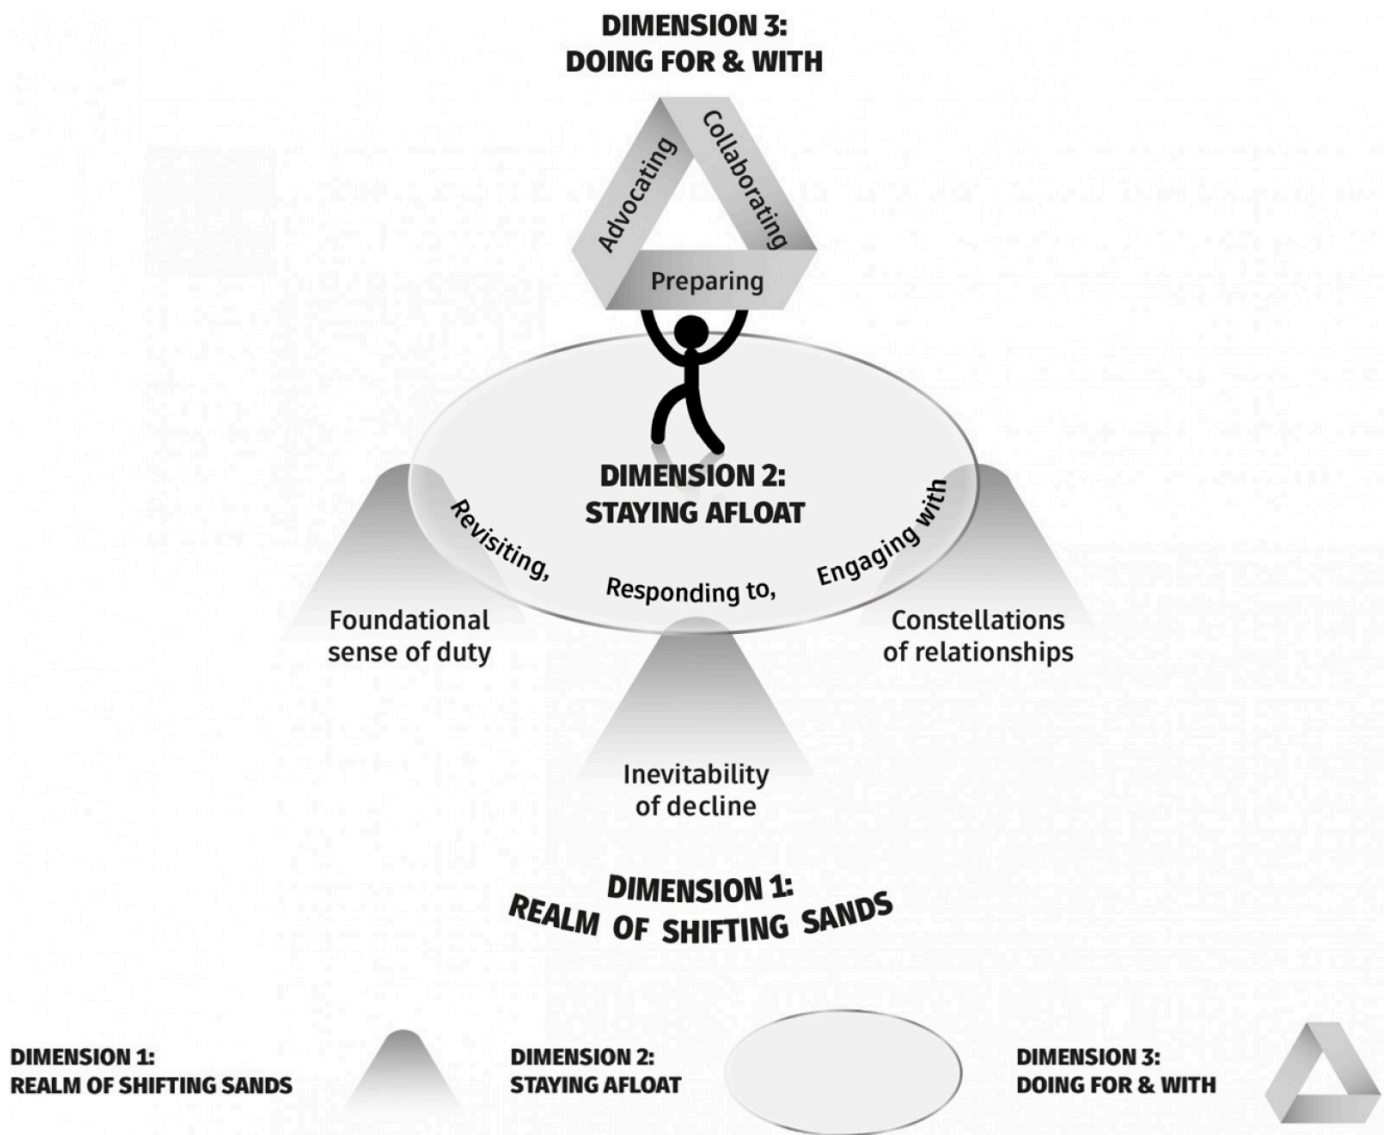 DIMENSION 3:
DOING FOR & WITH
Advocating
Collaborating
Preparing
DIMENSION 2:
STAYING AFLOAT
Revisiting,
Responding to,
Engaging with
Foundational
sense of duty
Constellations
of relationships
Inevitability
of decline
DIMENSION 1:
REALM OF SHIFTING SANDS
DIMENSION 1:
REALM OF SHIFTING SANDS
DIMENSION 2:
STAYING AFLOAT
DIMENSION 3:
DOING FOR & WITH